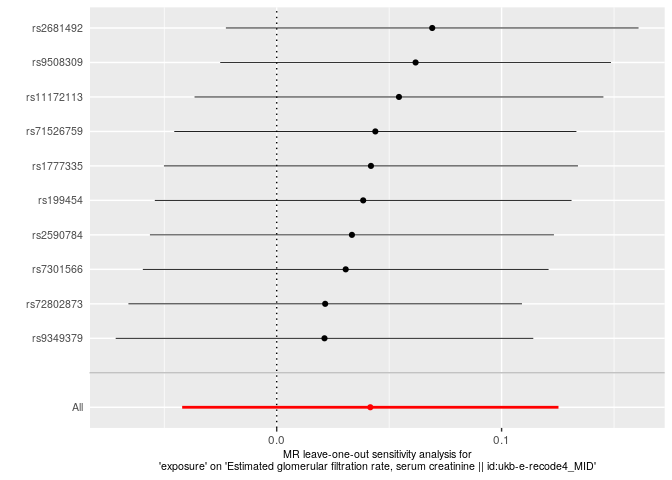 rs2681492
rs9508309
rs11172113
rs71526759
rs1777335
rs199454
rs2590784
rs7301566
rs72802873
rs9349379
All
0.0 0.1
MR leave-one-out sensitivity analysis for
'exposure' on 'Estimated glomerular filtration rate, serum creatinine || id:ukb-e-recode4_MID'